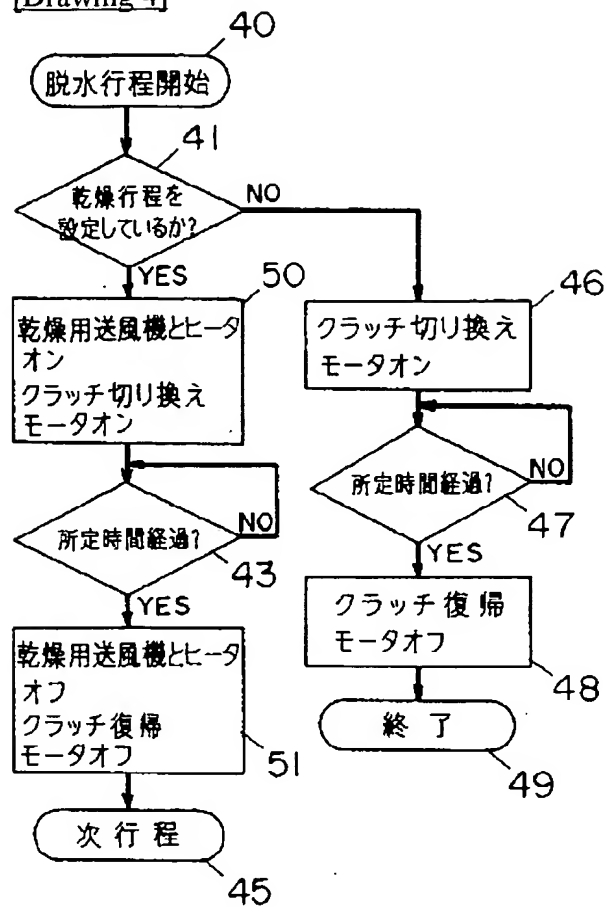 [Drawing 4]
40
脱水行程開始
41
乾燥行程を
設定しているか?
NO
YES
50
乾燥用送風機とヒータ
オン
クラッチ切り換え
モータオン
所定時間経過?
NO
43
YES
乾燥用送風機とヒータ
オフ
クラッチ復帰
モータオフ
51
次行程
45
46
クラッチ切り換え
モータオン
所定時間経過?
NO
47
YES
クラッチ復帰
モータオフ
48
終了
49